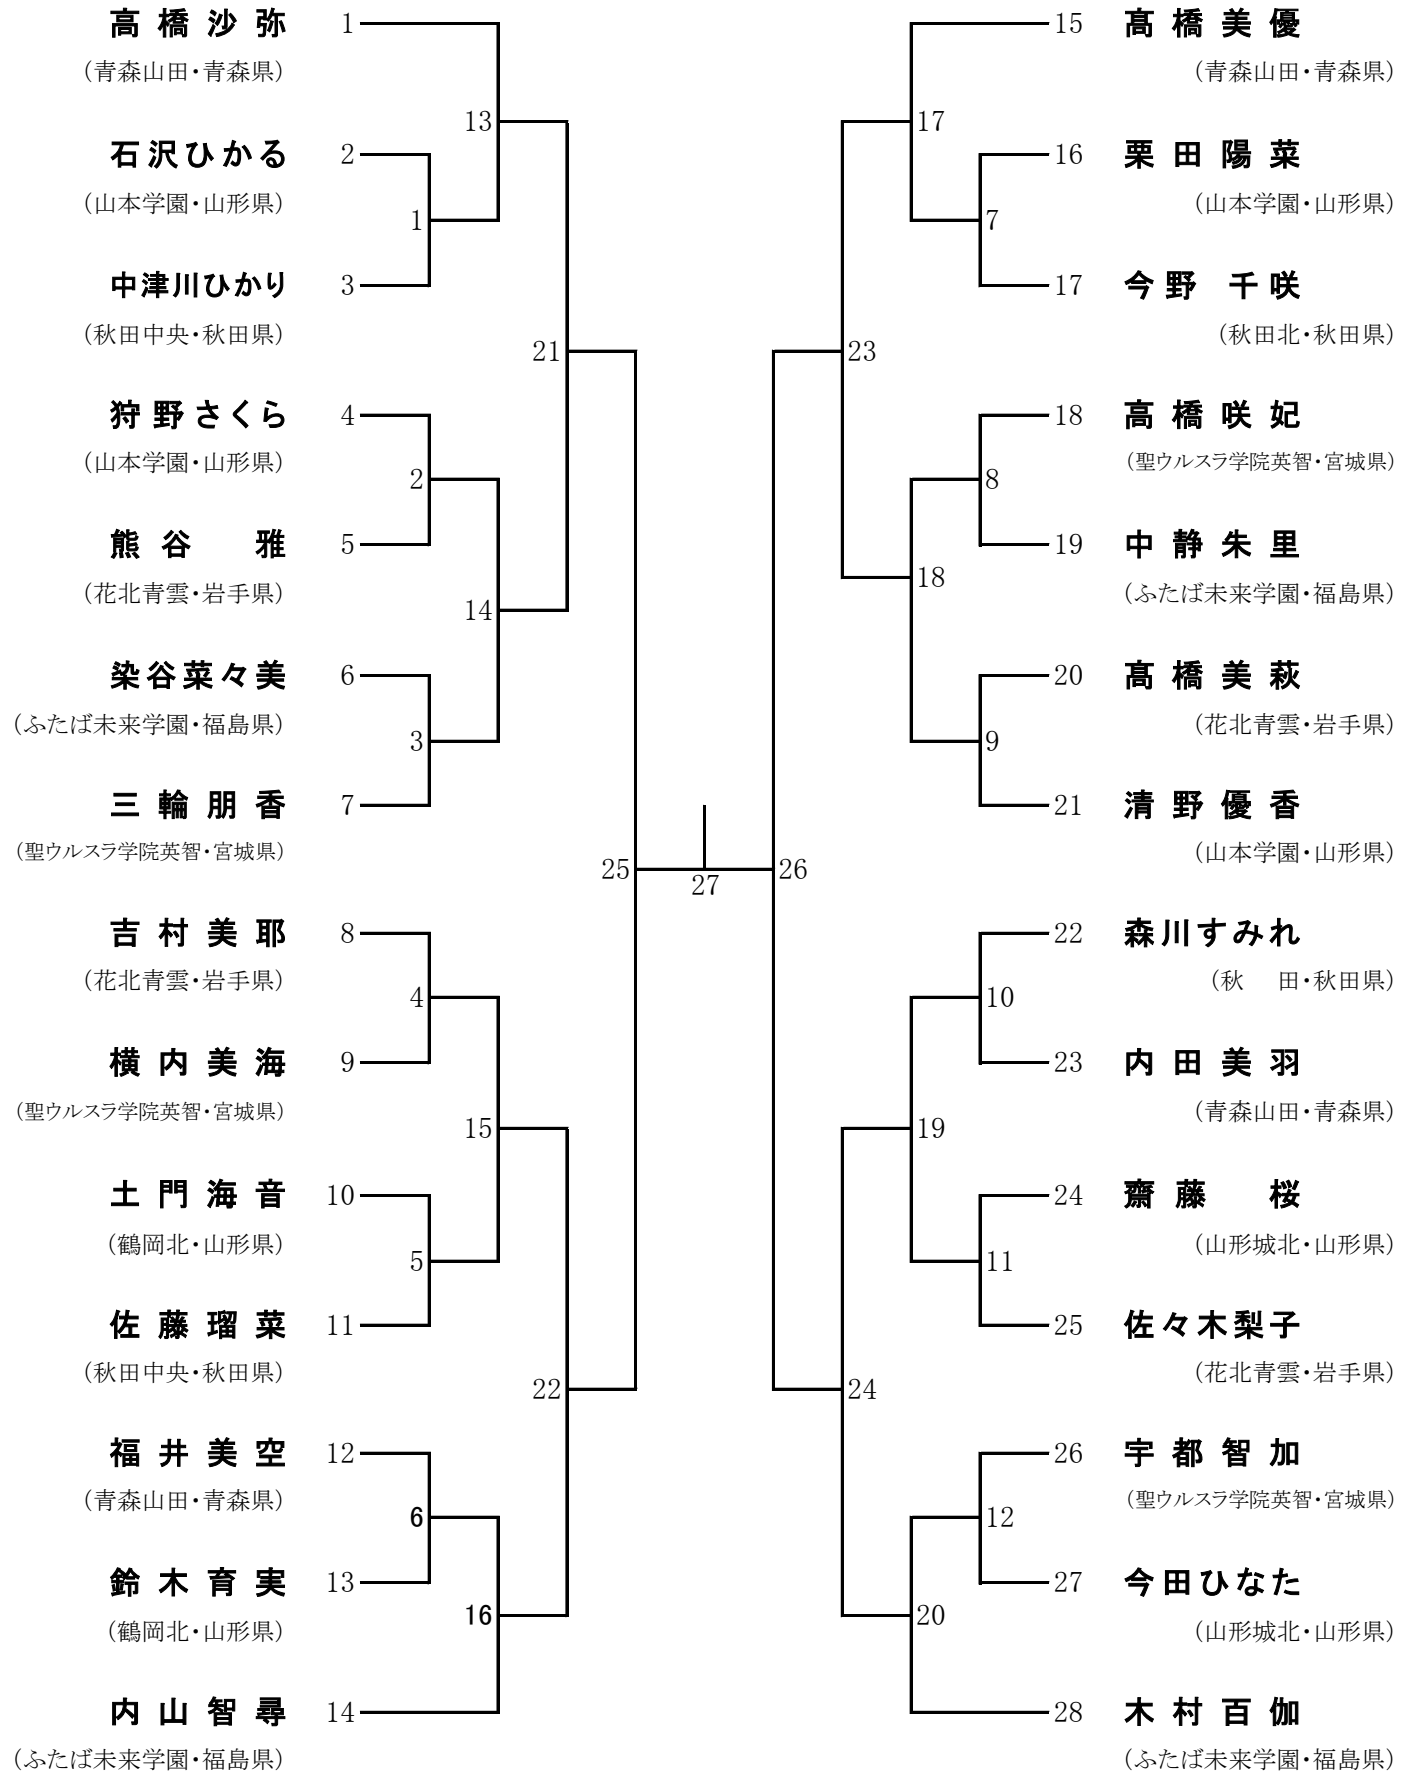 高橋沙弥 1
（青森山田・青森県）
13
石沢ひかる 2
（山本学園・山形県）
1
中津川ひかり 3
（秋田中央・秋田県）
21
狩野さくら 4
（山本学園・山形県）
2
熊谷　雅 5
（花北青雲・岩手県）
14
染谷菜々美 6
（ふたば未来学園・福島県）
3
三輪朋香 7
（聖ウルスラ学院英智・宮城県）
25
吉村美耶 8
（花北青雲・岩手県）
4
横内美海 9
（聖ウルスラ学院英智・宮城県）
15
土門海音 10
（鶴岡北・山形県）
5
佐藤瑠菜 11
（秋田中央・秋田県）
22
福井美空 12
（青森山田・青森県）
6
鈴木育実 13
（鶴岡北・山形県）
16
内山智尋 14
（ふたば未来学園・福島県）
27
15 髙橋美優
（青森山田・青森県）
17
16 栗田陽菜
（山本学園・山形県）
7
17 今野　千咲
（秋田北・秋田県）
23
18 高橋咲妃
（聖ウルスラ学院英智・宮城県）
8
19 中静朱里
（ふたば未来学園・福島県）
18
20 髙橋美萩
（花北青雲・岩手県）
9
21 清野優香
（山本学園・山形県）
26
22 森川すみれ
（秋　田・秋田県）
10
23 内田美羽
（青森山田・青森県）
19
24 齋藤　桜
（山形城北・山形県）
11
25 佐々木梨子
（花北青雲・岩手県）
24
26 宇都智加
（聖ウルスラ学院英智・宮城県）
12
27 今田ひなた
（山形城北・山形県）
20
28 木村百伽
（ふたば未来学園・福島県）